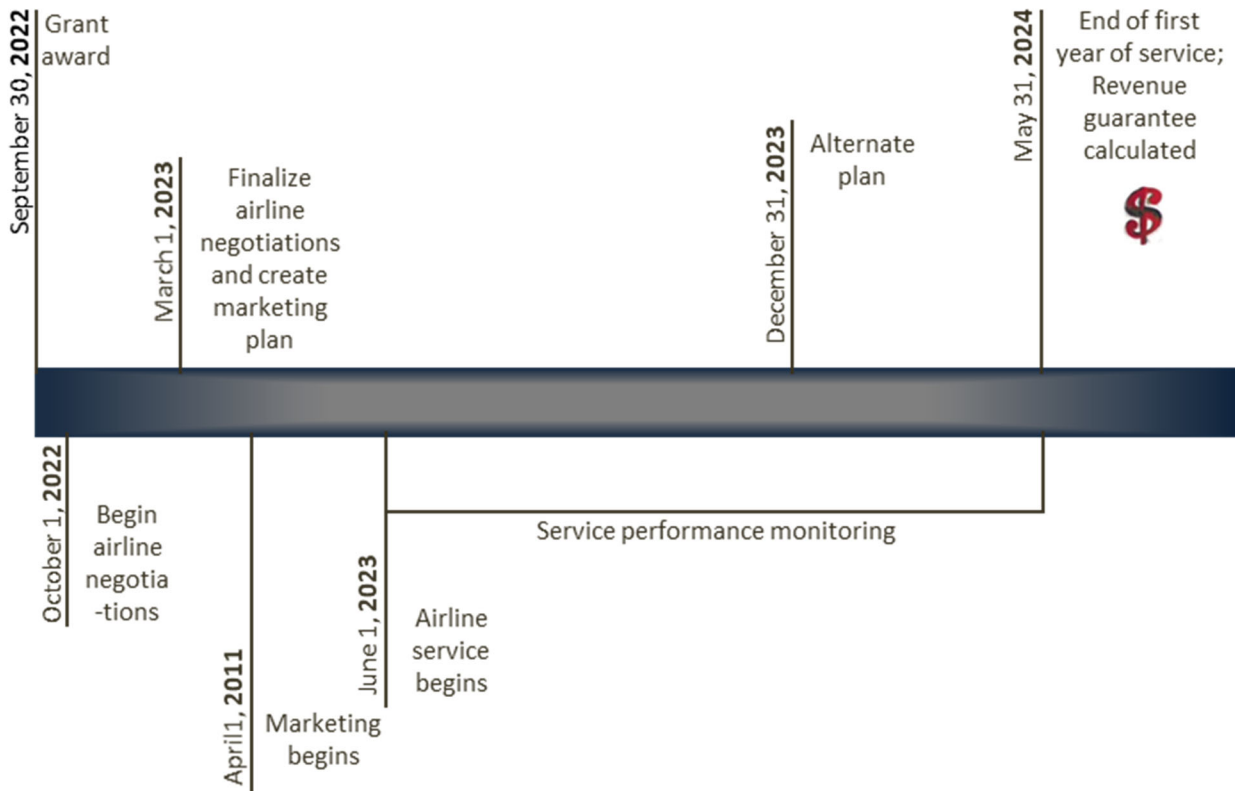 September 30, 2022
Grant
award
March 1, 2023
Finalize
airline
negotiations
and create
marketing
plan
December 31, 2023
Alternate
plan
May 31, 2024
End of first
year of service;
Revenue
guarantee
calculated
$
October 1, 2022
Begin
airline
negotia
-tions
April1, 2011
Marketing
begins
June 1, 2023
Airline
service
begins
Service performance monitoring